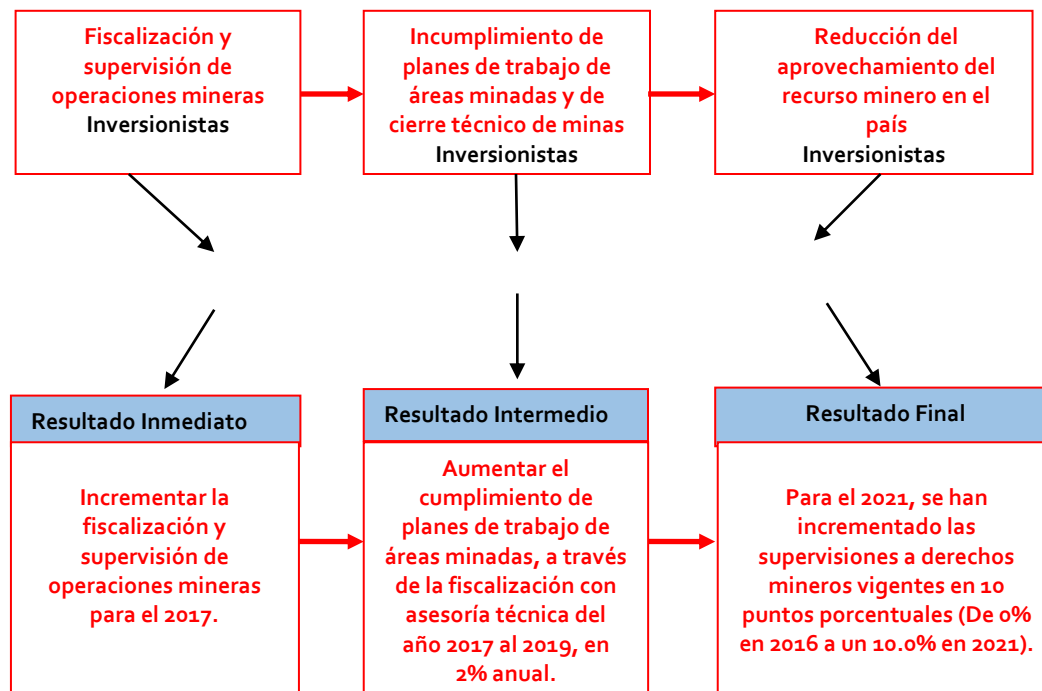 Fiscalización y
supervisión de
operaciones mineras
Inversionistas
Incumplimiento de
planes de trabajo de
áreas minadas y de
cierre técnico de minas
Inversionistas
Reducción del
aprovechamiento del
recurso minero en el
país
Inversionistas
Resultado Inmediato
Incrementar la
fiscalización y
supervisión de
operaciones mineras
para el 2017.
Resultado Intermedio
Aumentar el
cumplimiento de
planes de trabajo de
áreas minadas, a través
de la fiscalización con
asesoría técnica del
año 2017 al 2019, en
2% anual.
Resultado Final
Para el 2021, se han
incrementado las
supervisiones a derechos
mineros vigentes en 10
puntos porcentuales (De 0%
en 2016 a un 10.0% en 2021).